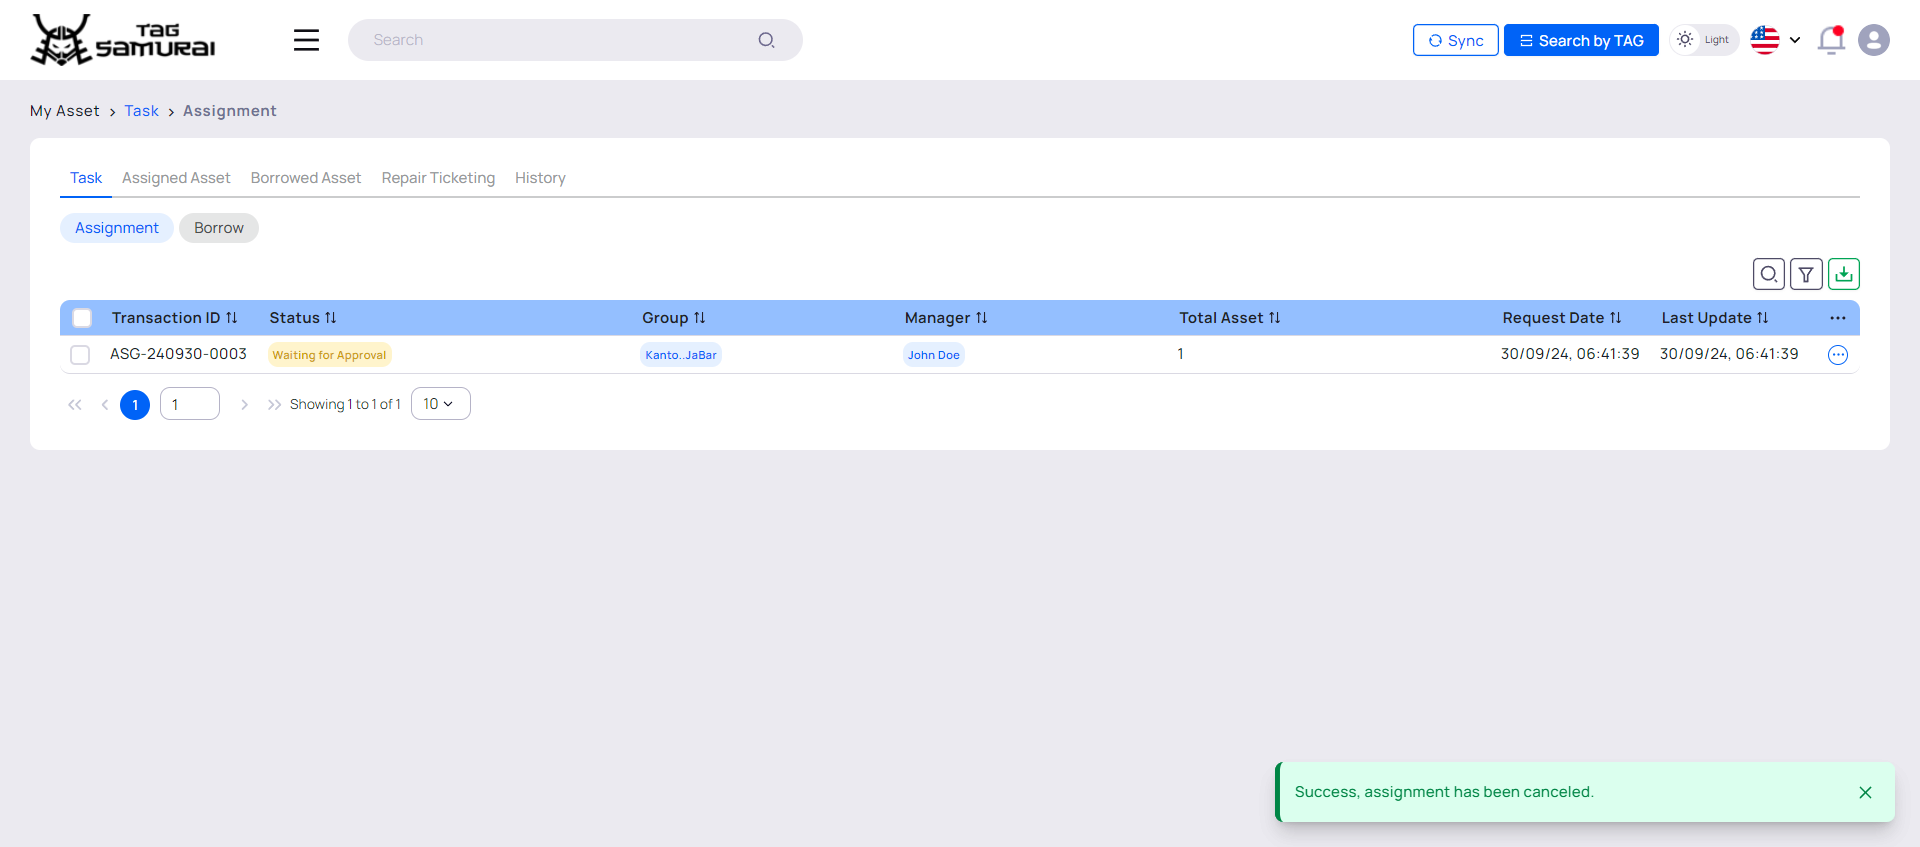 TAG SAMURAI
Search
Sync
Search by TAG
Light
My Asset > Task > Assignment
Task Assigned Asset Borrowed Asset Repair Ticketing History
Assignment Borrow
Transaction ID Status Group Manager Total Asset Request Date Last Update ...
ASG-240930-0003 Waiting for Approval Kanto..JaBar John Doe 1 30/09/24, 06:41:39 30/09/24, 06:41:39
1 1 Showing 1 to 1 of 1 10
Success, assignment has been canceled.